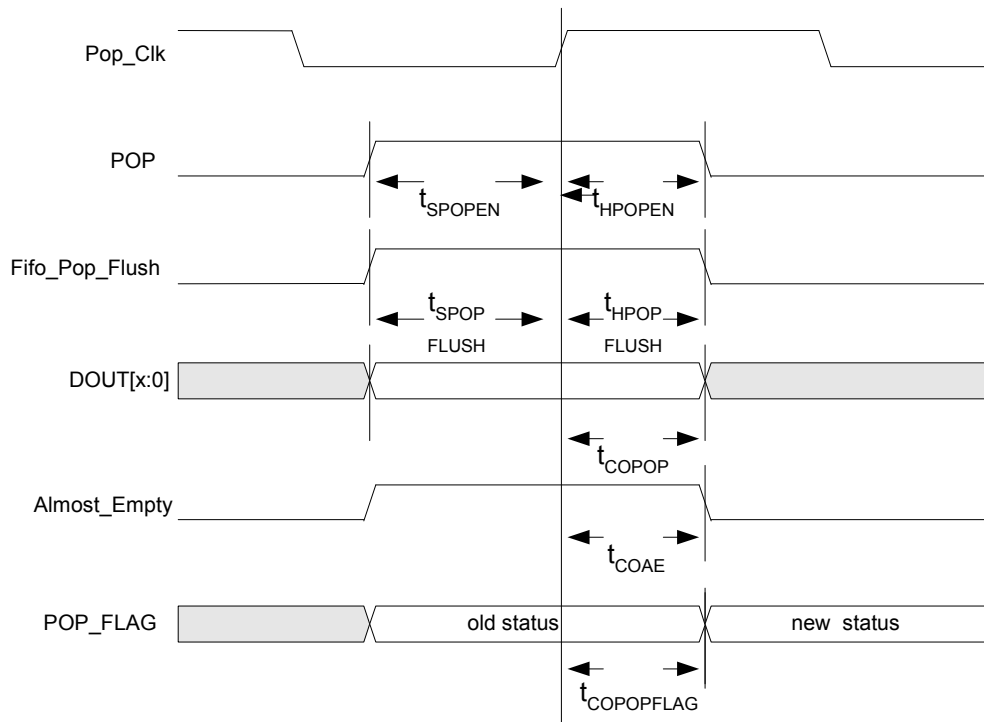 Pop_Clk
POP
tSPOPEN
tHPOPEN
Fifo_Pop_Flush
tSPOP
tHPOP
FLUSH
FLUSH
DOUT[x:0]
tCOPOP
Almost_Empty
tCOAE
POP_FLAG
old status
new status
tCOPOPFLAG